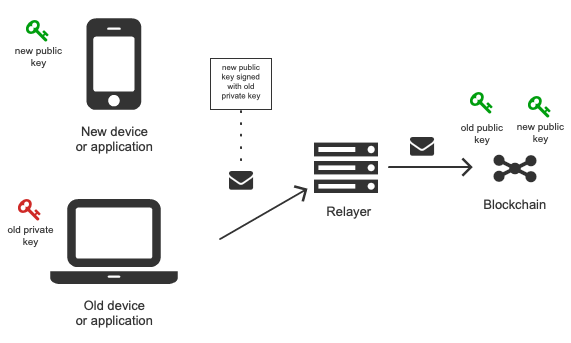 new public
key
New device
or application
new public
key signed
with old
private key
old public
key
new public
key
Relayer
Blockchain
old private
key
Old device
or application